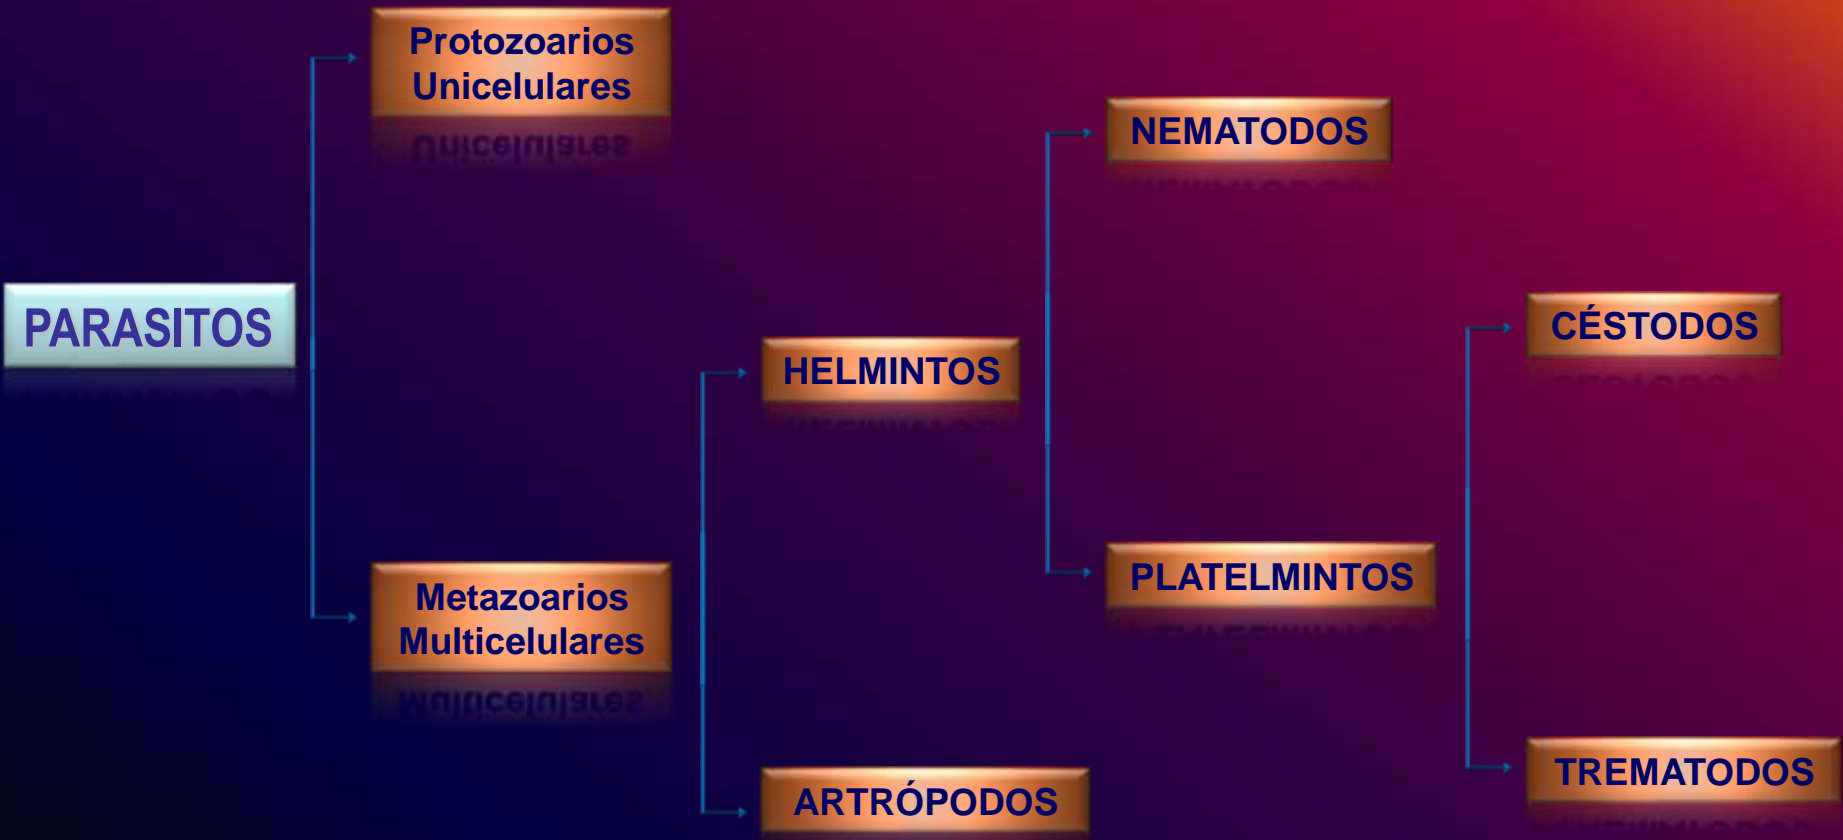 PARASITOS
Protozoarios
Unicelulares
Metazoarios
Multicelulares
HELMINTOS
ARTRÓPODOS
NEMATODOS
PLATELMINTOS
CÉSTODOS
TREMATODOS